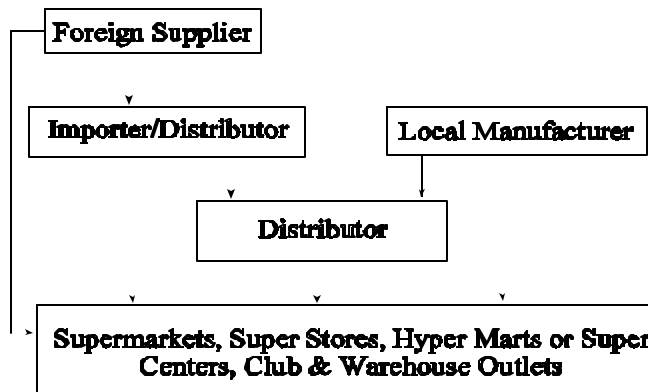 Foreign Supplier
Importer/Distributor
Local Manufacturer
Distributor
Supermarkets, Super Stores, Hyper Marts or Super
Centers, Club & Warehouse Outlets